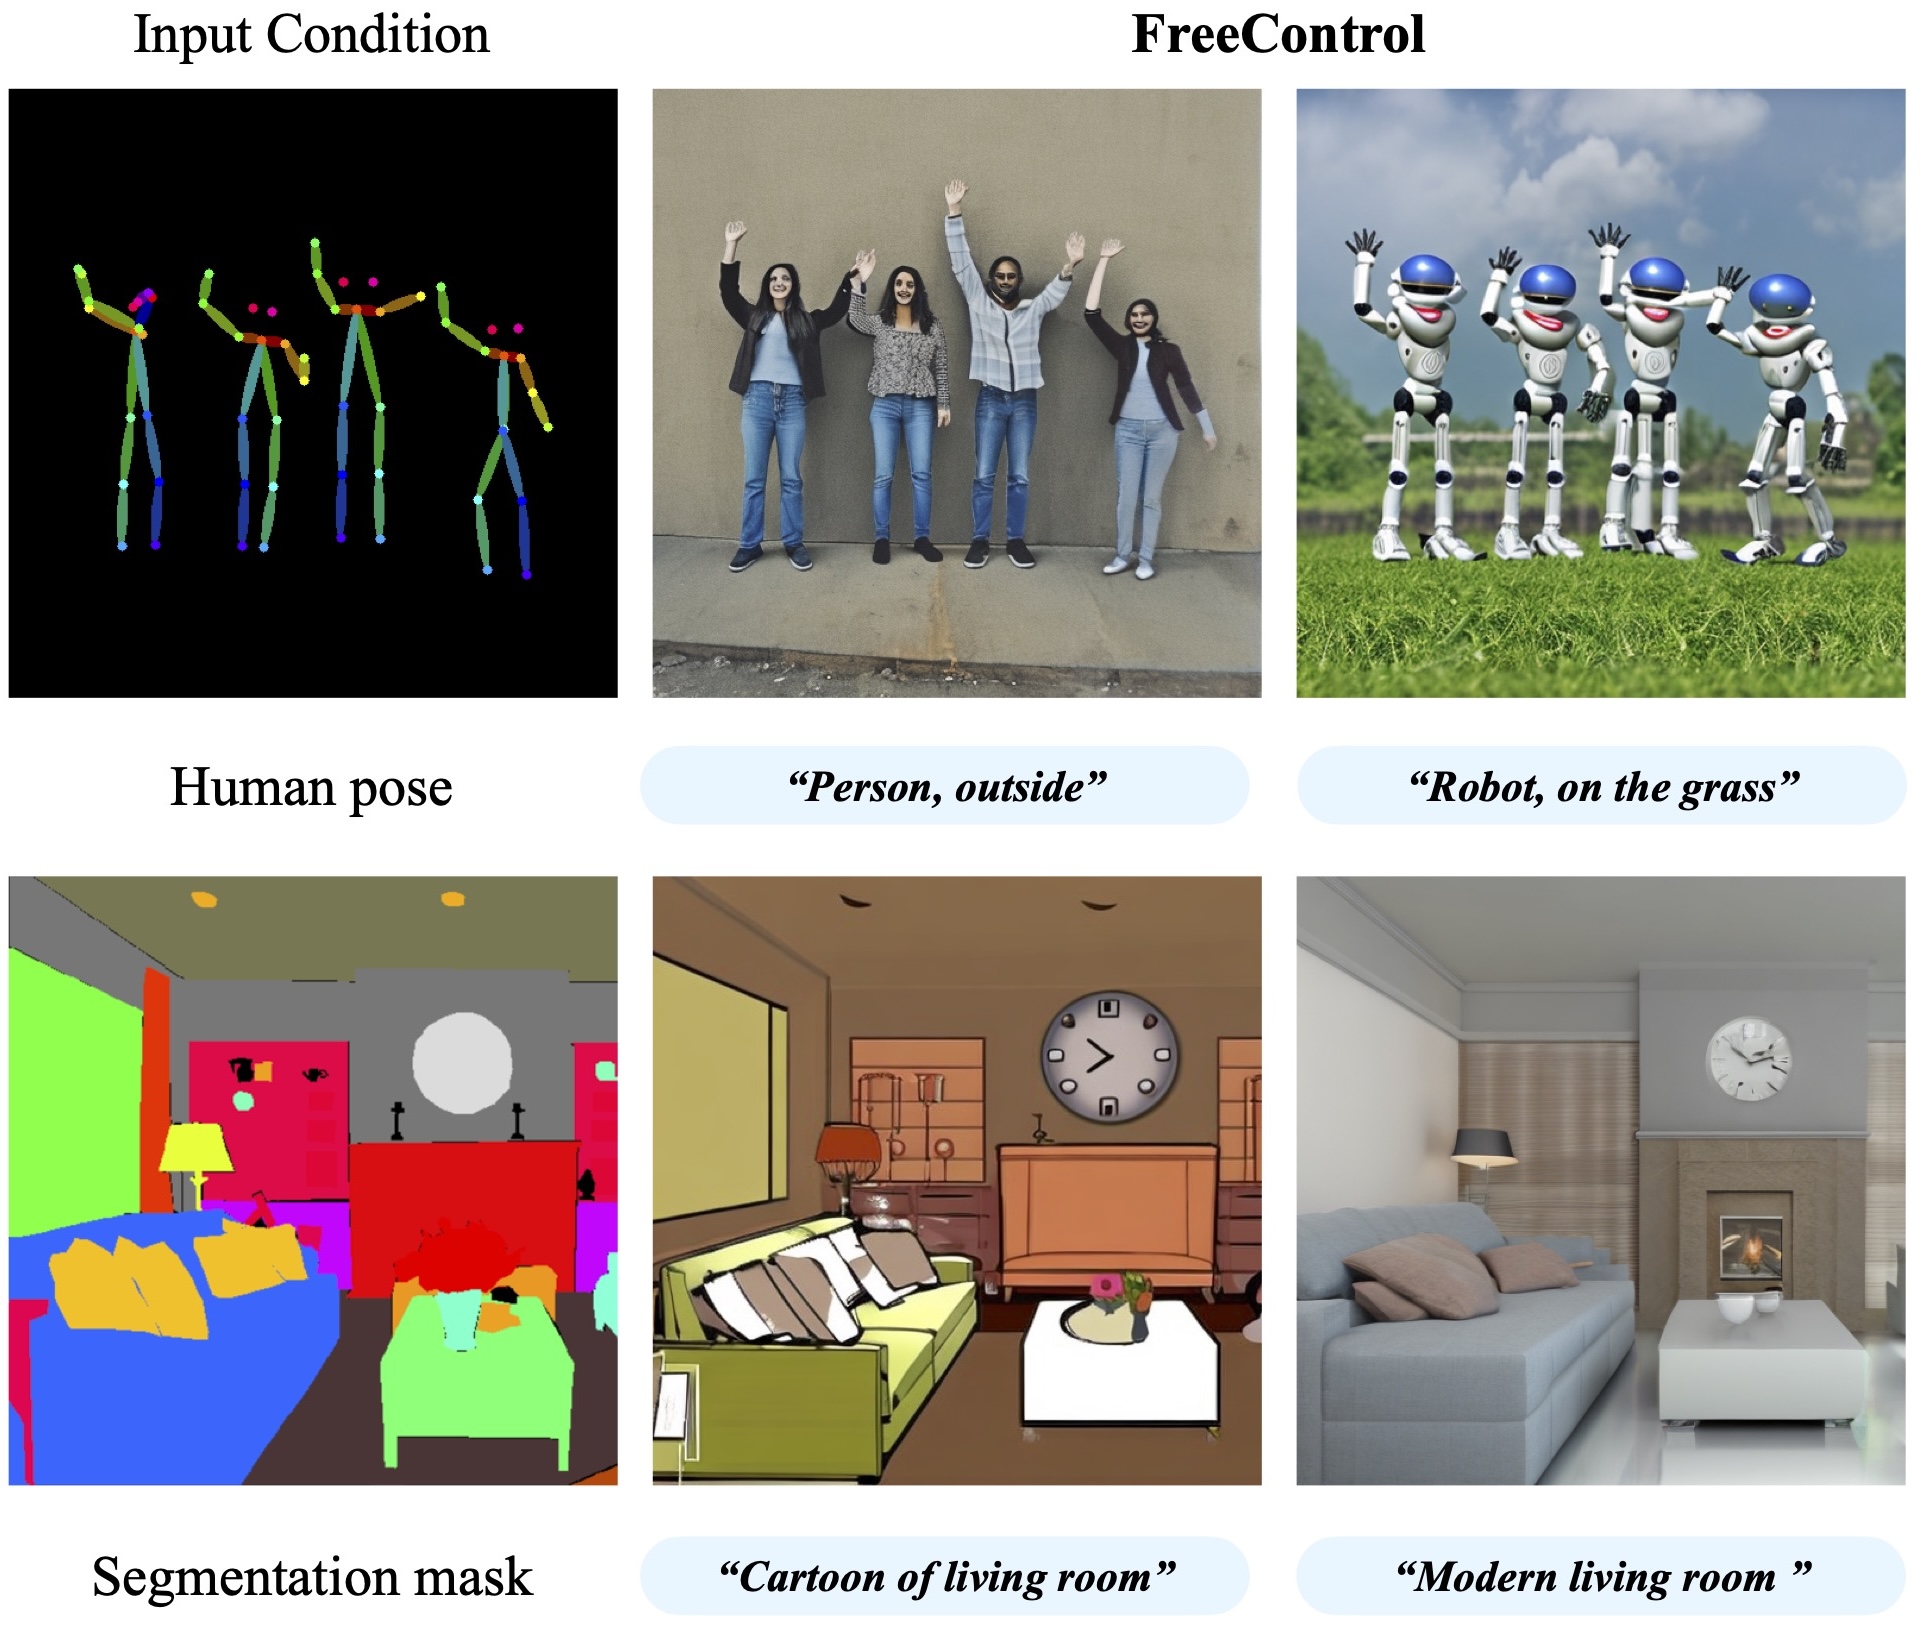 Input Condition
FreeControl
Human pose
“Person, outside”
“Robot, on the grass”
Segmentation mask
“Cartoon of living room”
“Modern living room ”